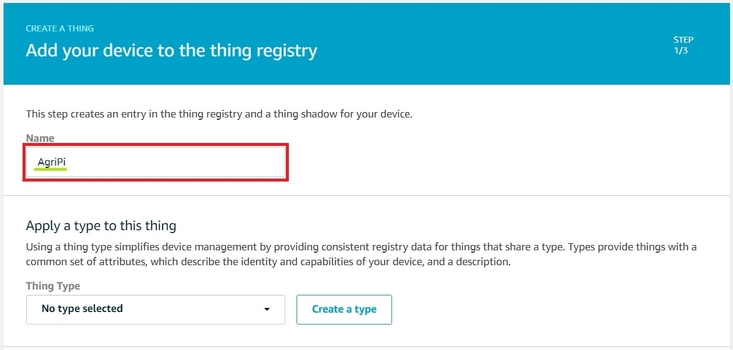 CREATE A THING
Add your device to the thing registry
STEP
1/3
This step creates an entry in the thing registry and a thing shadow for your device.
Name
AgriPi
Apply a type to this thing
Using a thing type simplifies device management by providing consistent registry data for things that share a type. Types provide things with a
common set of attributes, which describe the identity and capabilities of your device, and a description.
Thing Type
No type selected
Create a type